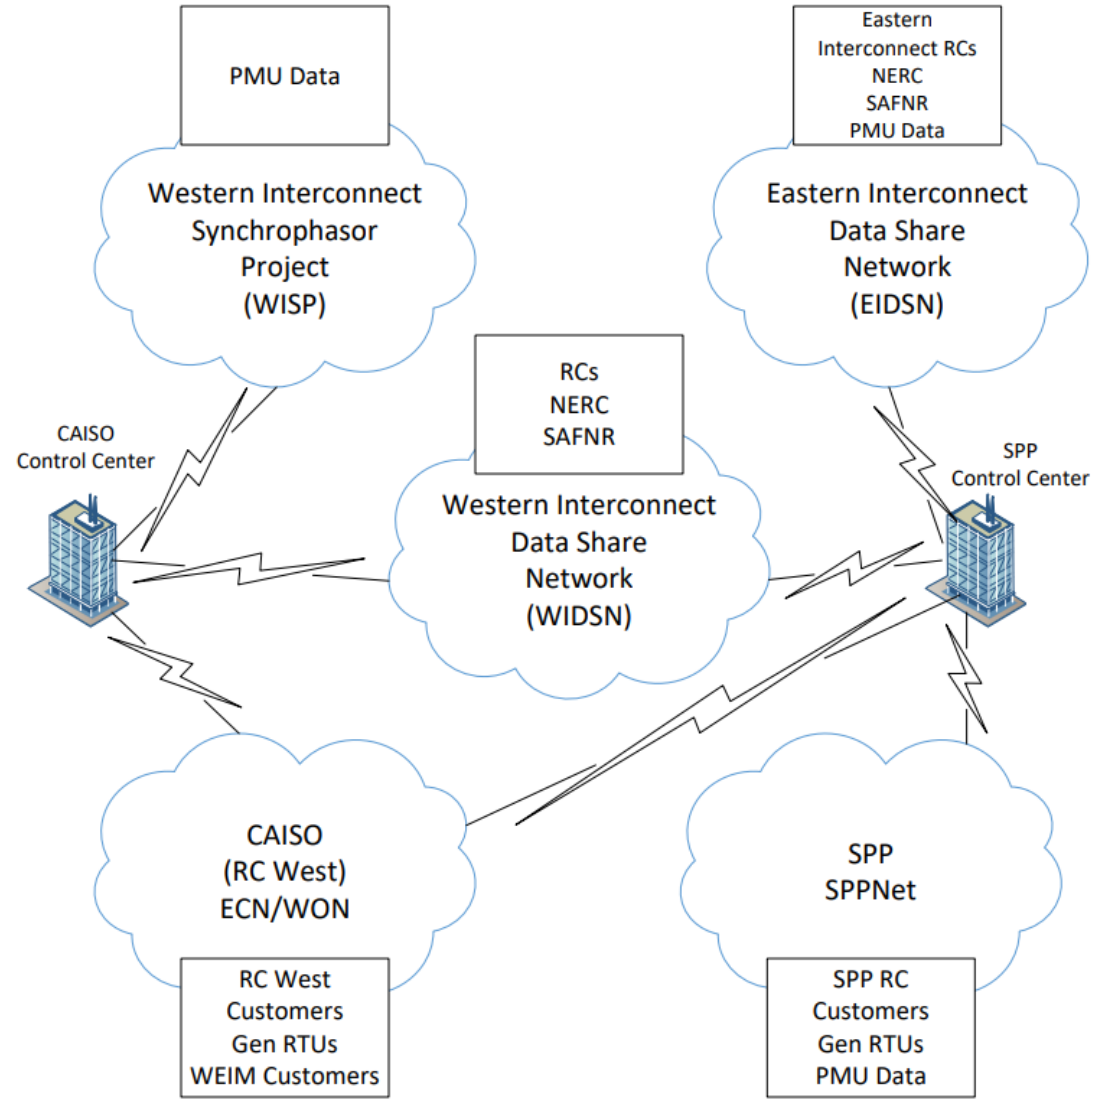 PMU Data
Western Interconnect
Synchrophasor
Project
(WISP)
Eastern
Interconnect RCs
NERC
SAFNR
PMU Data
Eastern Interconnect
Data Share
Network
(EIDSN)
RCs
NERC
SAFNR
Western Interconnect
Data Share
Network
(WIDSN)
CAISO
Control Center
SPP
Control Center
CAISO
(RC West)
ECN/WON
RC West
Customers
Gen RTUs
WEIM Customers
SPP
SPPNet
SPP RC
Customers
Gen RTUs
PMU Data